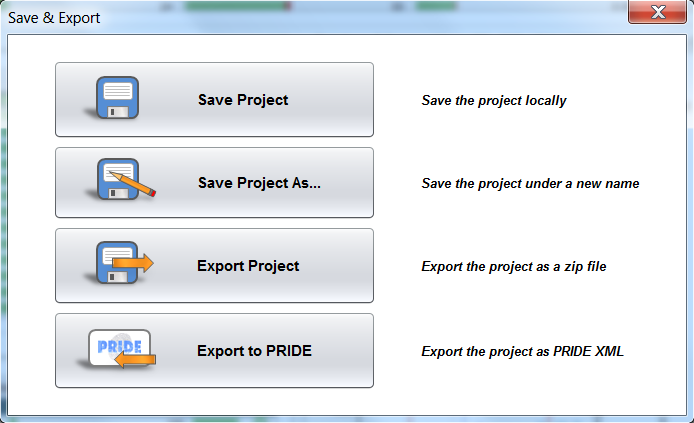 Save & Export
Save Project
Save the project locally
Save Project As...
Save the project under a new name
Export Project
Export the project as a zip file
PRIDE
Export to PRIDE
Export the project as PRIDE XML